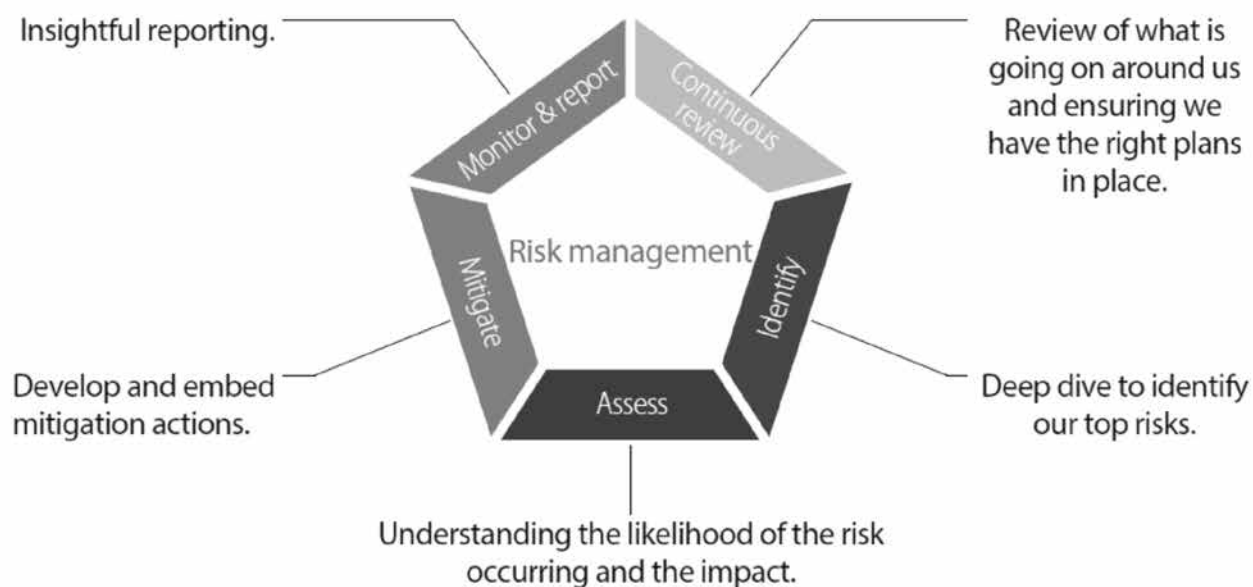 Insightful reporting.
Monitor & report
Continuous
review
Review of what is
going on around us
and ensuring we
have the right plans
in place.
Risk management
Mitigate
Identify
Develop and embed
mitigation actions.
Assess
Deep dive to identify
our top risks.
Understanding the likelihood of the risk
occurring and the impact.